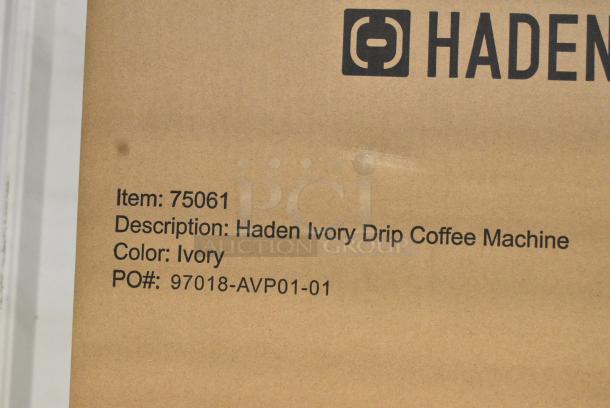 HADEN
Item: 75061
Description: Haden Ivory Drip Coffee Machine
Color: Ivory
PO#: 97018-AVP01-01
PCI
AUCTION GROUP